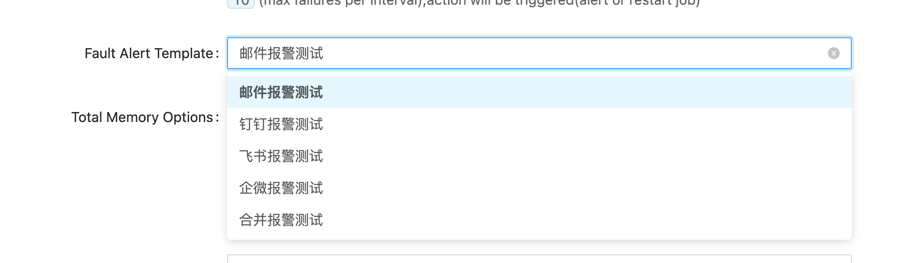 10 (max failures per interval),action will be triggered(alert or restart job)
Fault Alert Template: 邮件报警测试
邮件报警测试
Total Memory Options:
钉钉报警测试
飞书报警测试
企微报警测试
合并报警测试